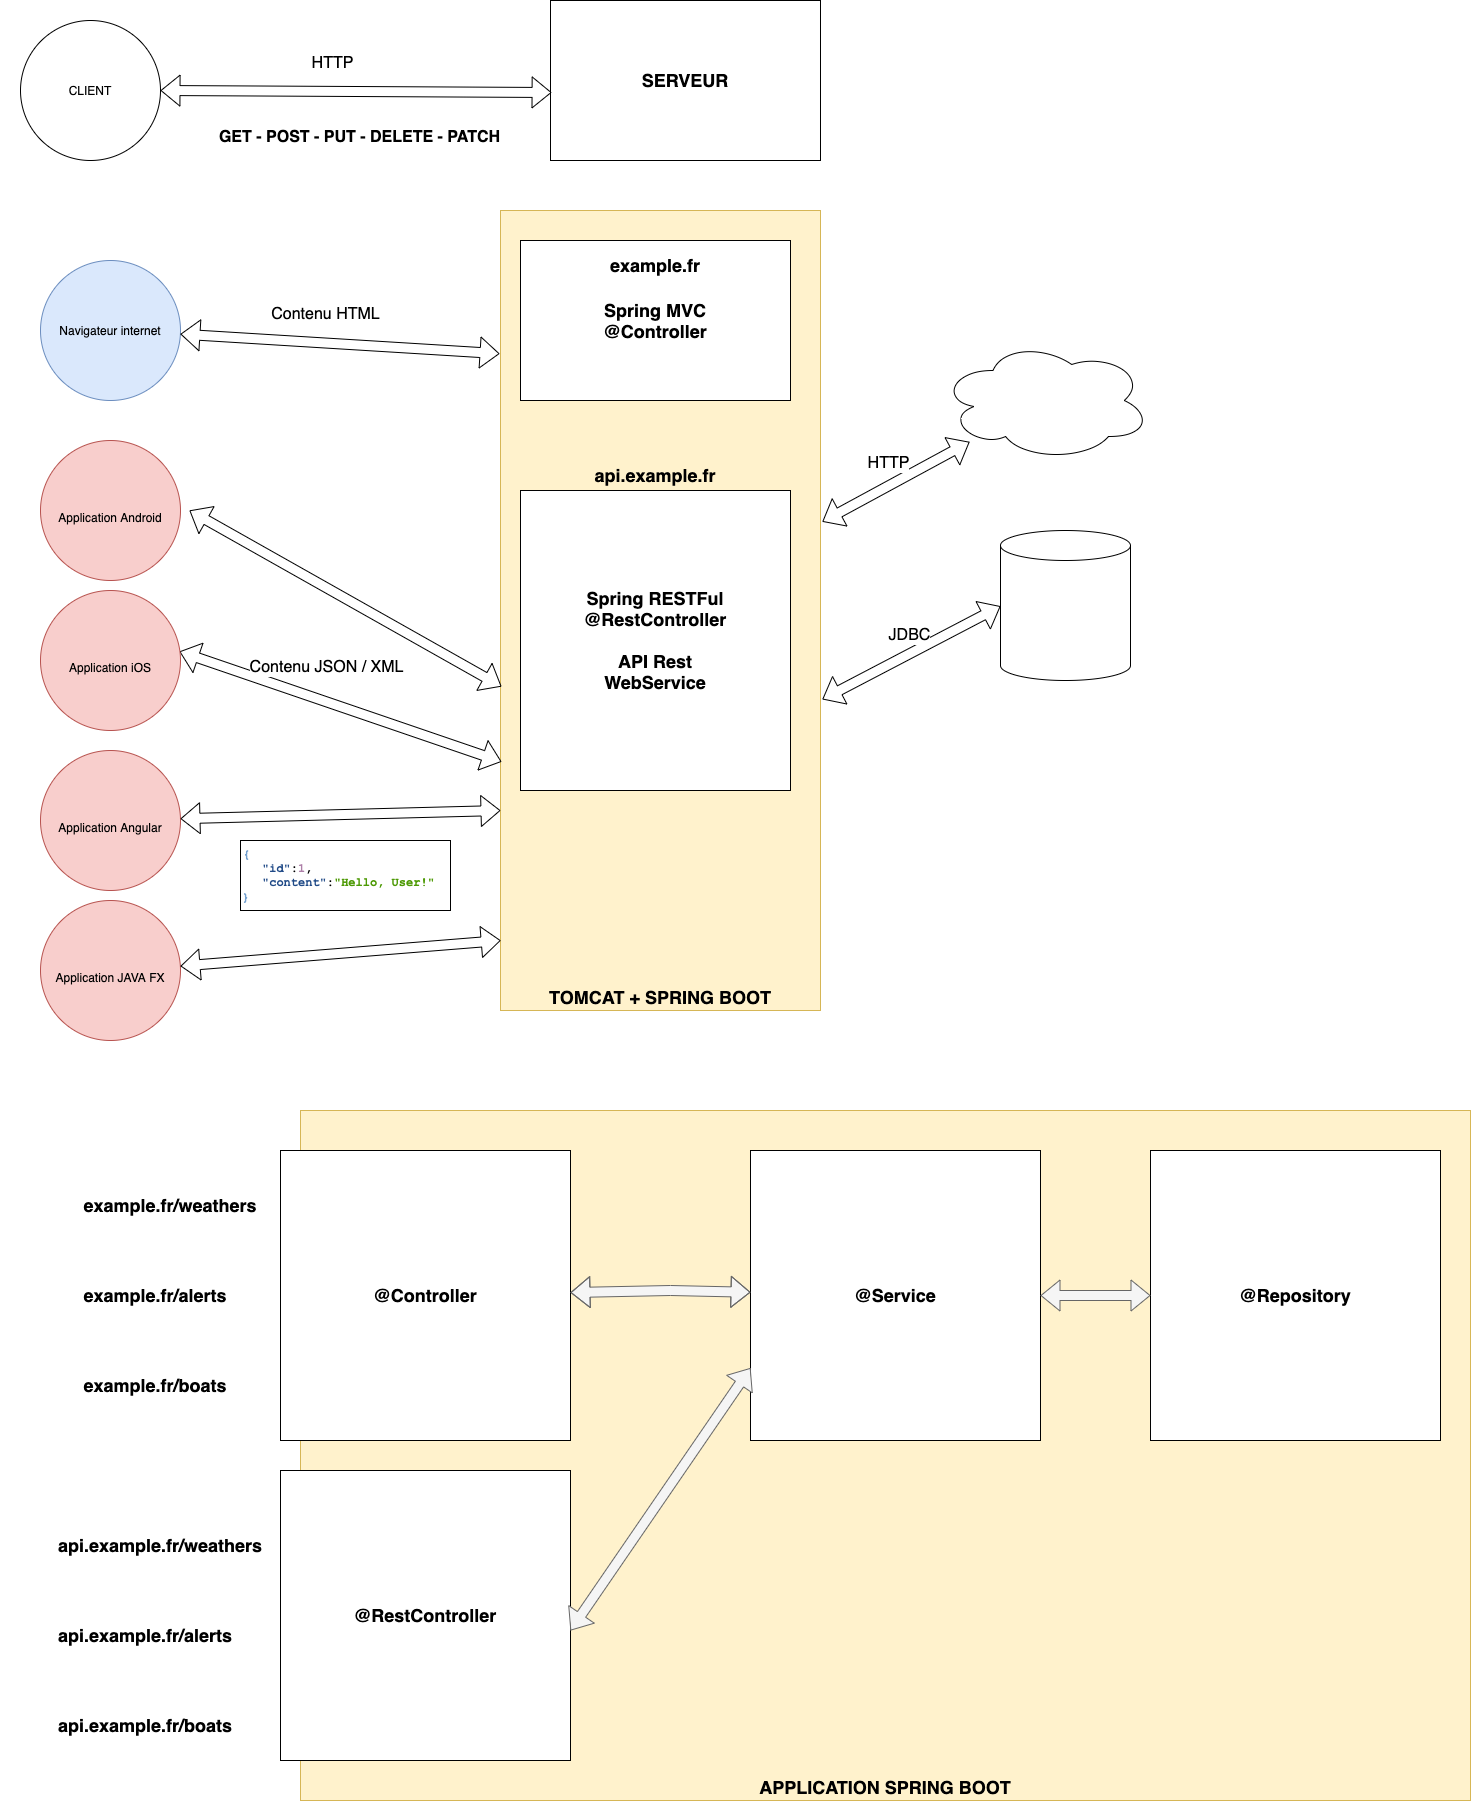 HTTP
CLIENT
SERVEUR
GET - POST - PUT - DELETE - PATCH
example.fr
Spring MVC
@Controller
Contenu HTML
Navigateur internet
HTTP
api.example.fr
Application Android
Spring RESTFul
@RestController
API Rest
WebService
JDBC
Contenu JSON / XML
Application iOS
Application Angular
{
"id":1,
"content":"Hello, User!"
}
Application JAVA FX
TOMCAT + SPRING BOOT
example.fr/weathers
example.fr/alerts
example.fr/boats
@Controller
@Service
@Repository
api.example.fr/weathers
api.example.fr/alerts
api.example.fr/boats
@RestController
APPLICATION SPRING BOOT